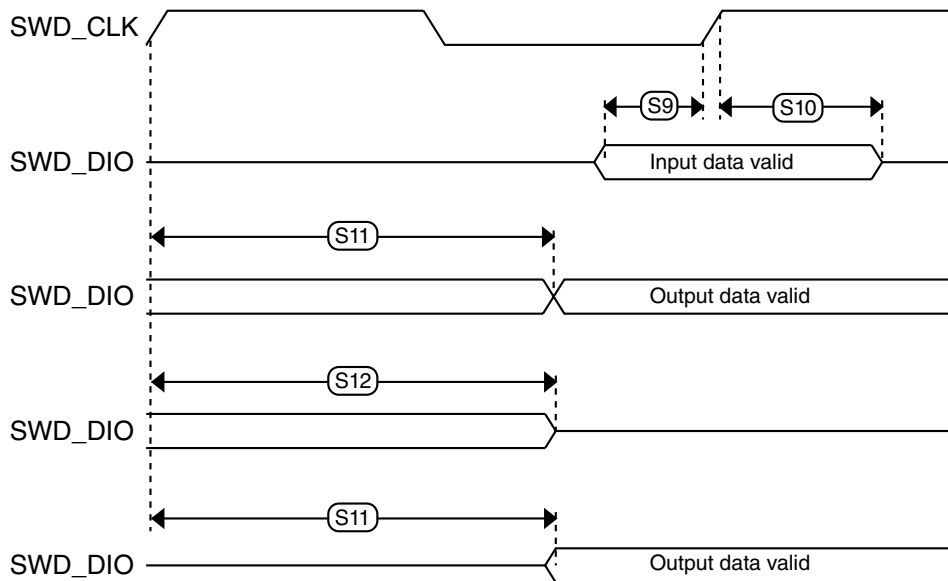 SWD_CLK
S9
S10
SWD_DIO
Input data valid
S11
SWD_DIO
Output data valid
S12
SWD_DIO
S11
SWD_DIO
Output data valid